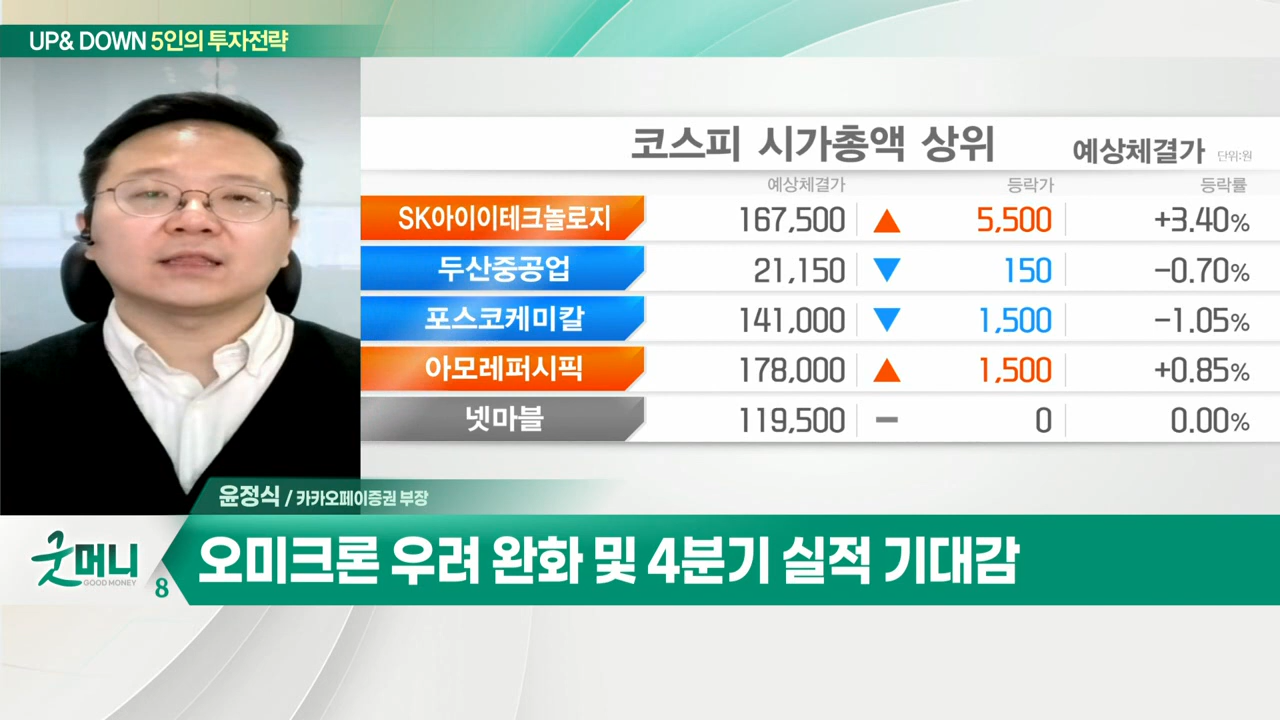 UP& DOWN 5인의 투자전략
코스피 시가총액 상위 예상체결가 단위:원
예상체결가 등락가 등락률
SK아이이테크놀로지 167,500 ▲ 5,500 +3.40%
두산중공업 21,150 ▼ 150 -0.70%
포스코케미칼 141,000 ▼ 1,500 -1.05%
아모레퍼시픽 178,000 ▲ 1,500 +0.85%
넷마블 119,500 - 0 0.00%
윤정식 / 카카오페이증권 부장
굿머니
GOOD MONEY
8
오미크론 우려 완화 및 4분기 실적 기대감